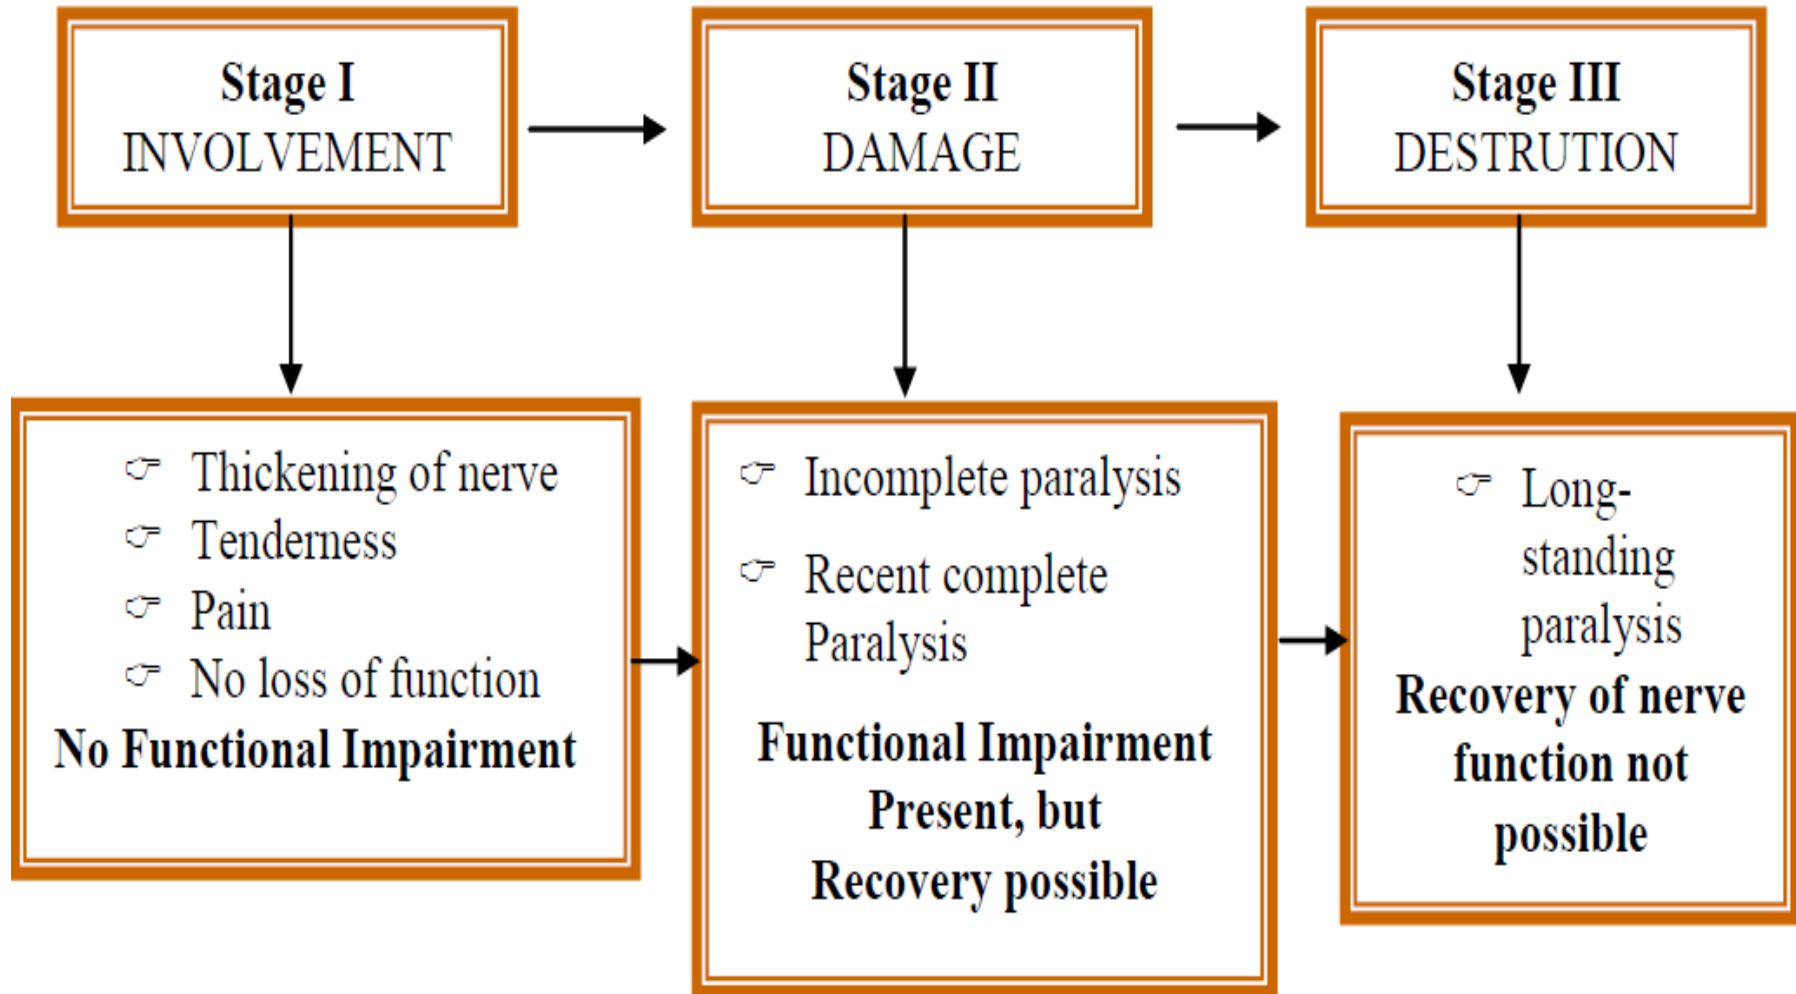 Stage I
INVOLVEMENT
Stage II
DAMAGE
Stage III
DESTRUTION
☞ Thickening of nerve
☞ Tenderness
☞ Pain
☞ No loss of function
No Functional Impairment
☞ Incomplete paralysis
☞ Recent complete
Paralysis
Functional Impairment
Present, but
Recovery possible
☞ Long-
standing
paralysis
Recovery of nerve
function not
possible